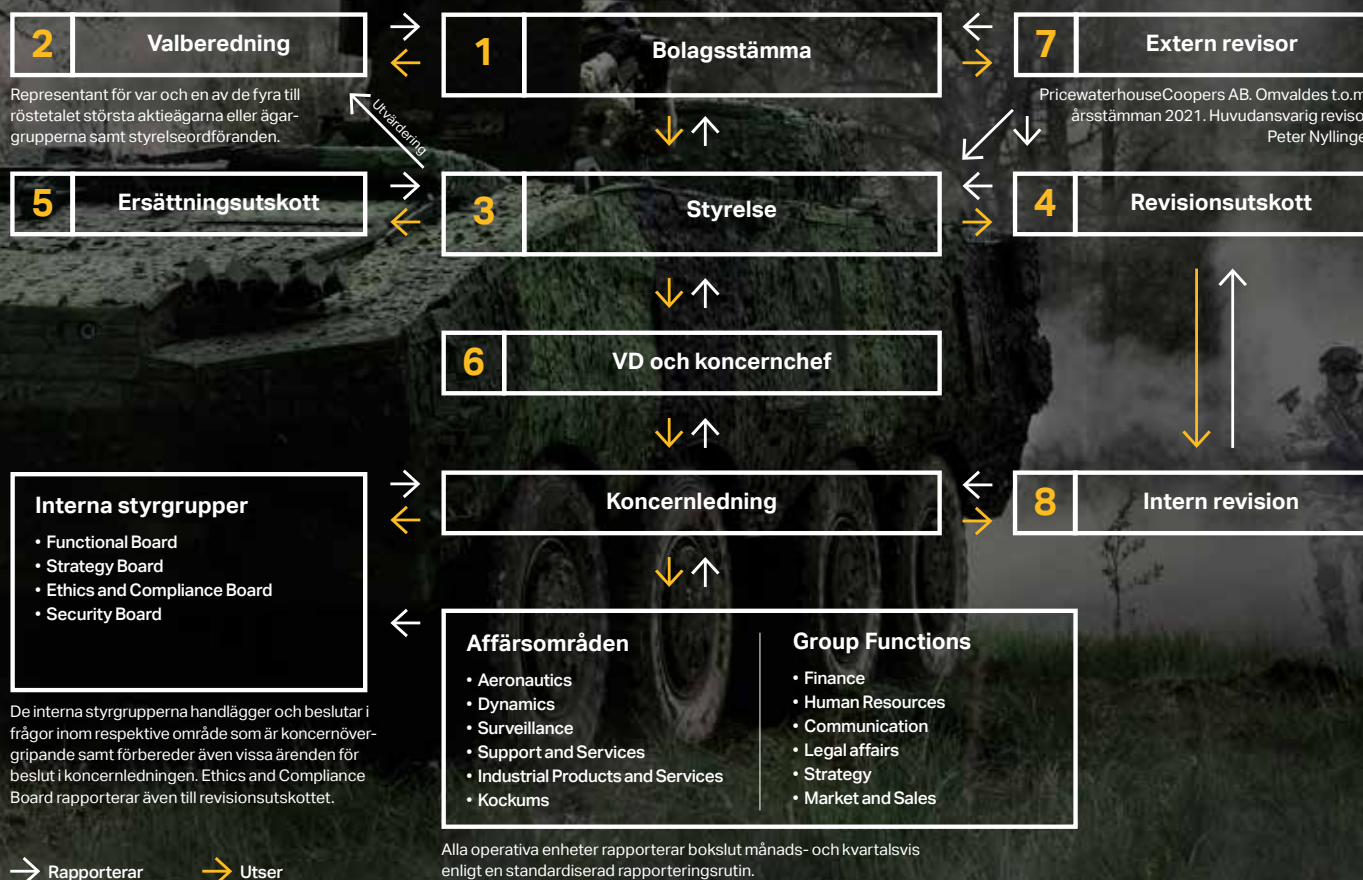 2 Valberedning
1 Bolagsstämma
7 Extern revisor
Representant för var och en av de fyra till
röstetalet största aktieägarna eller ägar-
grupperna samt styrelseordföranden.
Utvärdering
PricewaterhouseCoopers AB. Omvaldes t.o.m
årsstämman 2021. Huvudansvarig revisor
Peter Nyllinge
5 Ersättningsutskott
3 Styrelse
4 Revisionsutskott
6 VD och koncernchef
Koncernledning
8 Intern revision
Interna styrgrupper
• Functional Board
• Strategy Board
• Ethics and Compliance Board
• Security Board
De interna styrgrupperna handlägger och beslutar i
frågor inom respektive område som är koncernöver-
gripande samt förbereder även vissa ärenden för
beslut i koncernledningen. Ethics and Compliance
Board rapporterar även till revisionsutskottet.
Affärsområden
• Aeronautics
• Dynamics
• Surveillance
• Support and Services
• Industrial Products and Services
• Kockums
Group Functions
• Finance
• Human Resources
• Communication
• Legal affairs
• Strategy
• Market and Sales
Alla operativa enheter rapporterar bokslut månads- och kvartalsvis
enligt en standardiserad rapporteringsrutin.
Rapporterar
Utser